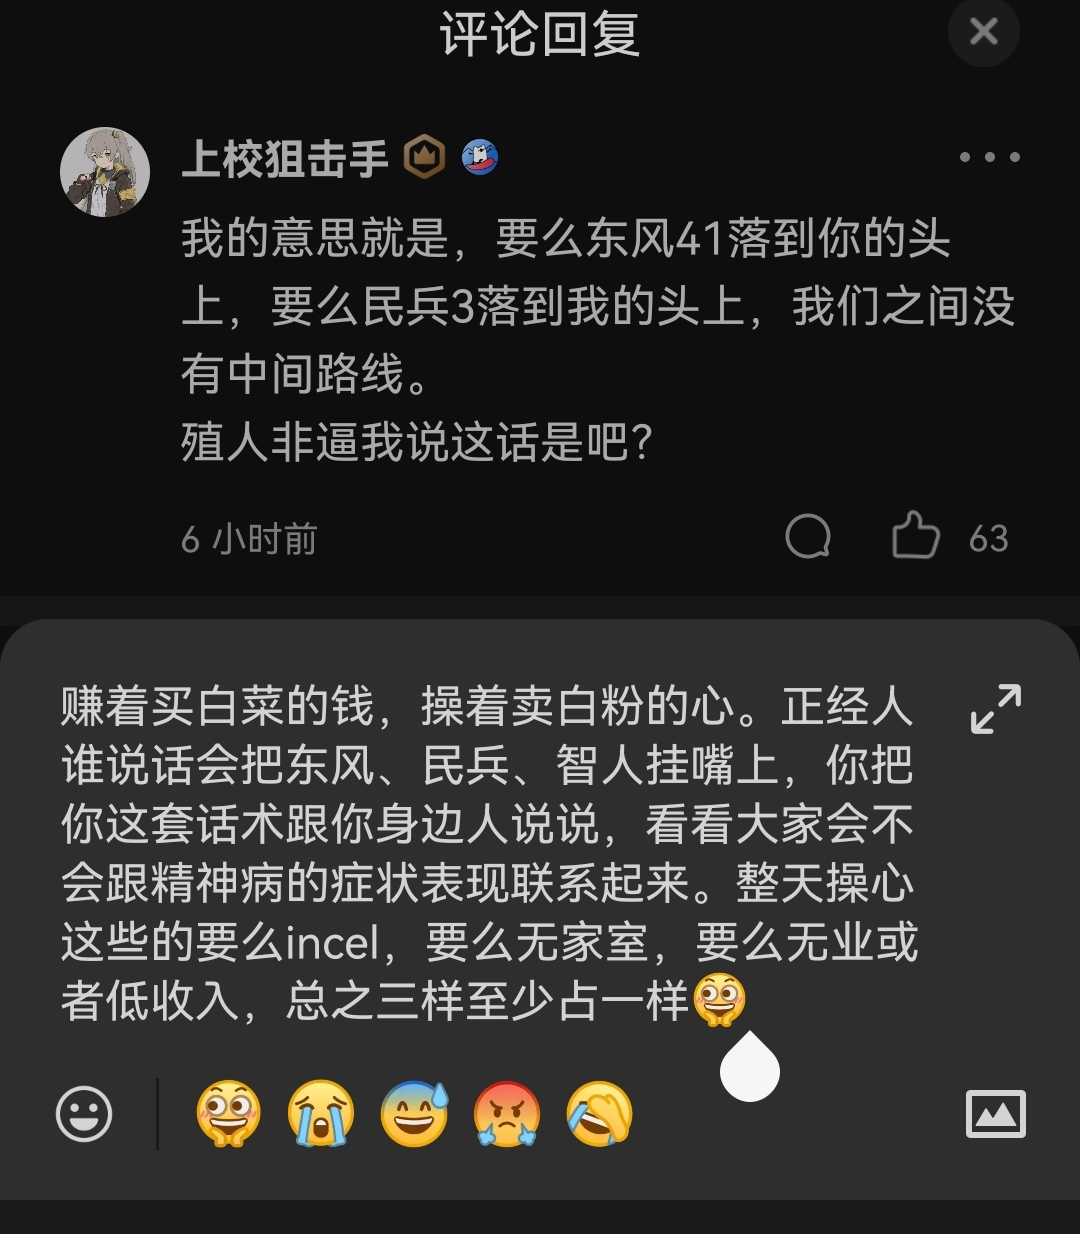 评论回复
上校狙击手
我的意思就是，要么东风41落到你的头
上，要么民兵3落到我的头上，我们之间没
有中间路线。
殖人非逼我说这话是吧？
6 小时前
63
赚着买白菜的钱，操着卖白粉的心。正经人
谁说话会把东风、民兵、智人挂嘴上，你把
你这套话术跟你身边人说说，看看大家会不
会跟精神病的症状表现联系起来。整天操心
这些的要么incel，要么无家室，要么无业或
者低收入，总之三样至少占一样